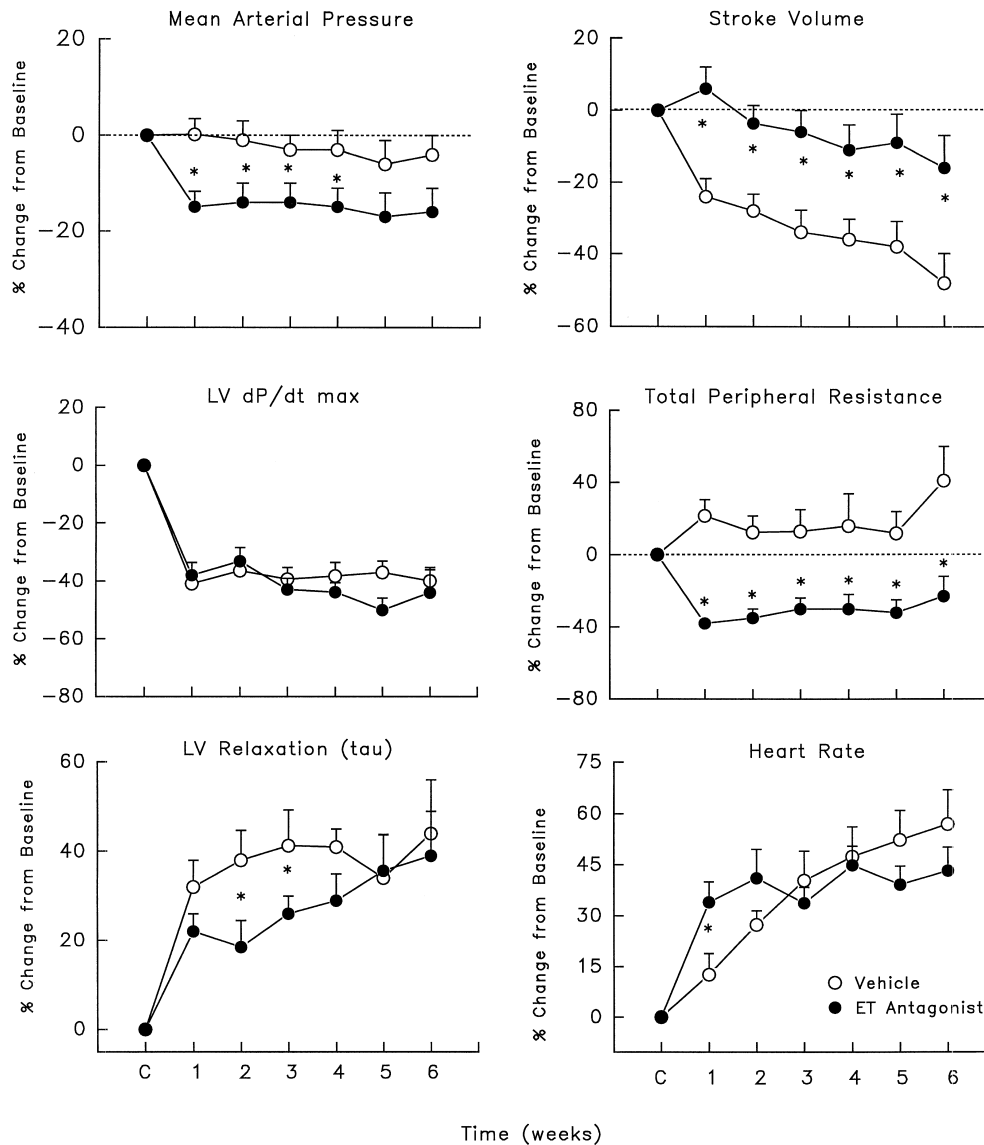 Mean Arterial Pressure
% Change from Baseline
20
0
−20
−40
* * * *
Stroke Volume
% Change from Baseline
20
0
−20
−40
−60
* * * * * *
LV dP/dt max
% Change from Baseline
20
0
−20
−40
−60
−80
Total Peripheral Resistance
% Change from Baseline
80
40
0
−40
−80
* * * * * *
LV Relaxation (tau)
% Change from Baseline
60
40
20
0
* *
C 1 2 3 4 5 6
Heart Rate
% Change from Baseline
75
60
45
30
15
0
*
Vehicle
ET Antagonist
C 1 2 3 4 5 6
Time (weeks)